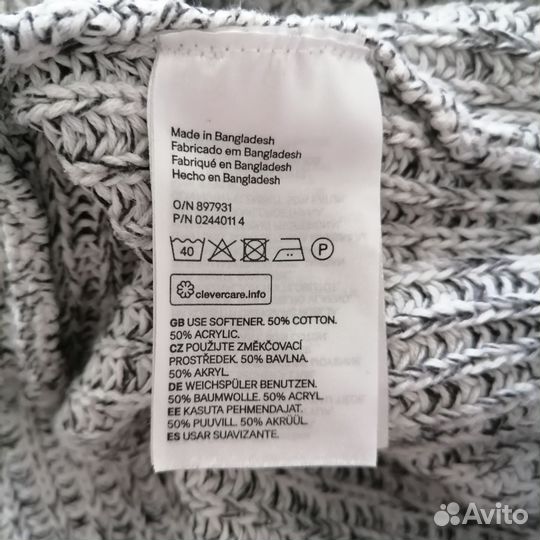 Made in Bangladesh
Fabricado em Bangladesh
Fabriqué en Bangladesh
Hecho en Bangladesh
O/N 897931
P/N 0244011 4
40
P
clevercare.info
GB USE SOFTENER. 50% COTTON.
50% ACRYLIC.
CZ POUŽIJTE ZMĚKČOVACÍ
PROSTŘEDEK. 50% BAVLNA.
50% AKRYL.
DE WEICHSPÜLER BENUTZEN.
50% BAUMWOLLE. 50% ACRYL.
EE KASUTA PEHMENDAJAT.
50% PUUVILL. 50% AKRÜÜL.
ES USAR SUAVIZANTE.
Avito